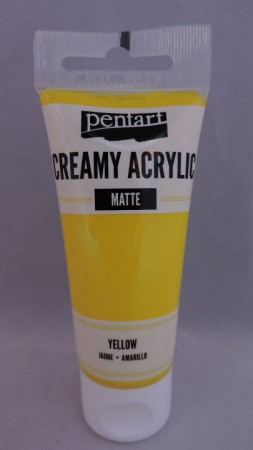 pentart
CREAMY ACRYLIC
MATTE
YELLOW
JAUNE • AMARILLO